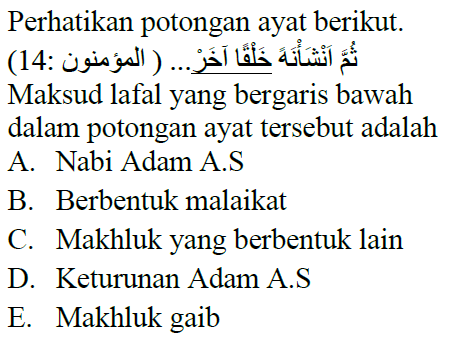 Perhatikan potongan ayat berikut.
ثُمَّ اَنْشَأْنَهُ خَلْقًا آخَرْ... ( المؤمنون :14)
Maksud lafal yang bergaris bawah
dalam potongan ayat tersebut adalah
A. Nabi Adam A.S
B. Berbentuk malaikat
C. Makhluk yang berbentuk lain
D. Keturunan Adam A.S
E. Makhluk gaib